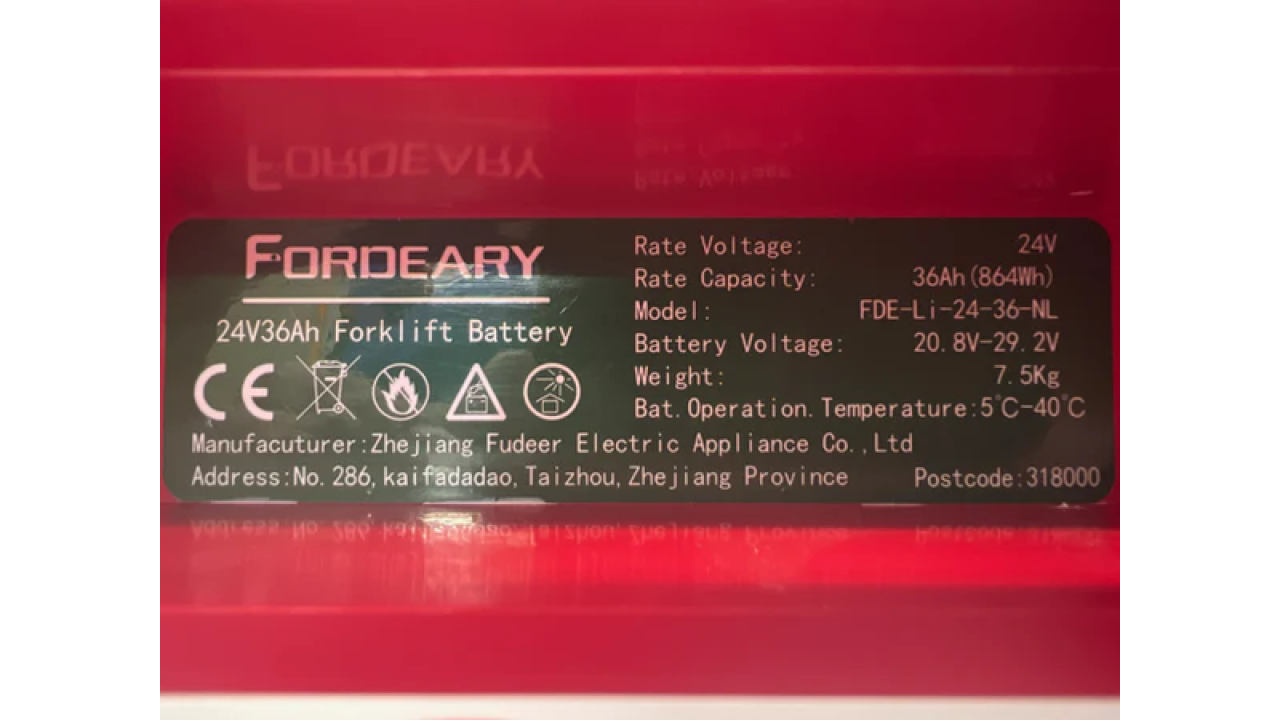 FORDEARY
24V36Ah Forklift Battery
CE
Rate Voltage: 24V
Rate Capacity: 36Ah(864Wh)
Model: FDE-Li-24-36-NL
Battery Voltage: 20.8V-29.2V
Weight: 7.5Kg
Bat.Operation.Temperature:5℃-40℃
Manufacuturer:Zhejiang Fudeer Electric Appliance Co.,Ltd
Address:No.286,kaifadadao,Taizhou,Zhejiang Province Postcode:318000